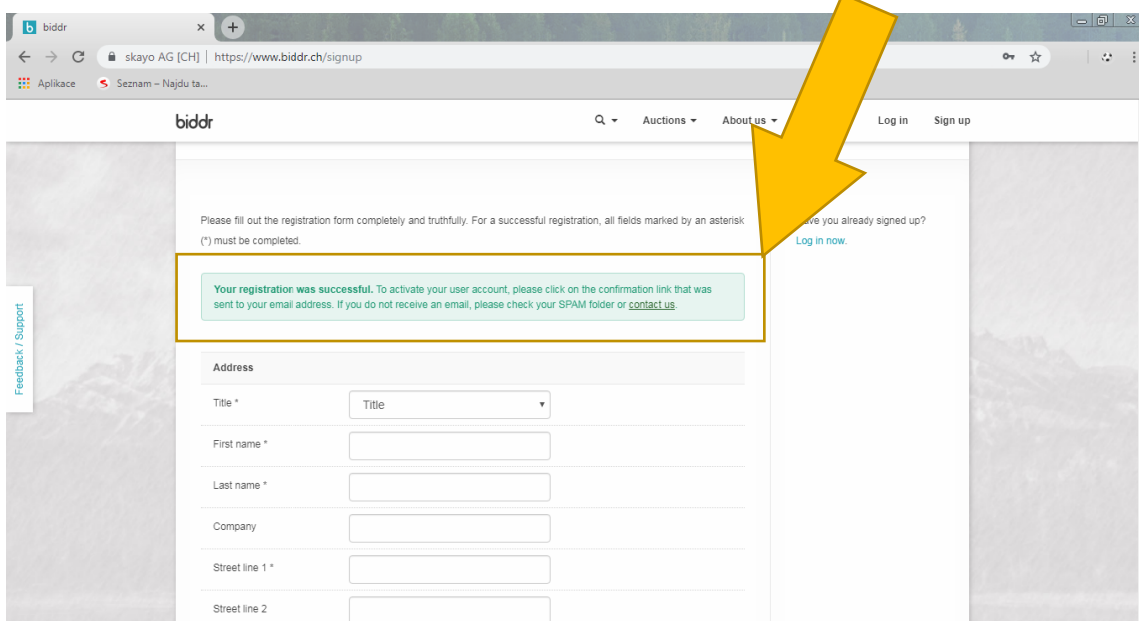 b biddr
skayo AG [CH] | https://www.biddr.ch/signup
Aplikace Seznam – Najdu ta...
biddr Auctions About us Log in Sign up
Please fill out the registration form completely and truthfully. For a successful registration, all fields marked by an asterisk
(*) must be completed.
you already signed up?
Log in now.
Your registration was successful. To activate your user account, please click on the confirmation link that was
sent to your email address. If you do not receive an email, please check your SPAM folder or contact us.
Feedback / Support
Address
Title * Title
First name *
Last name *
Company
Street line 1 *
Street line 2